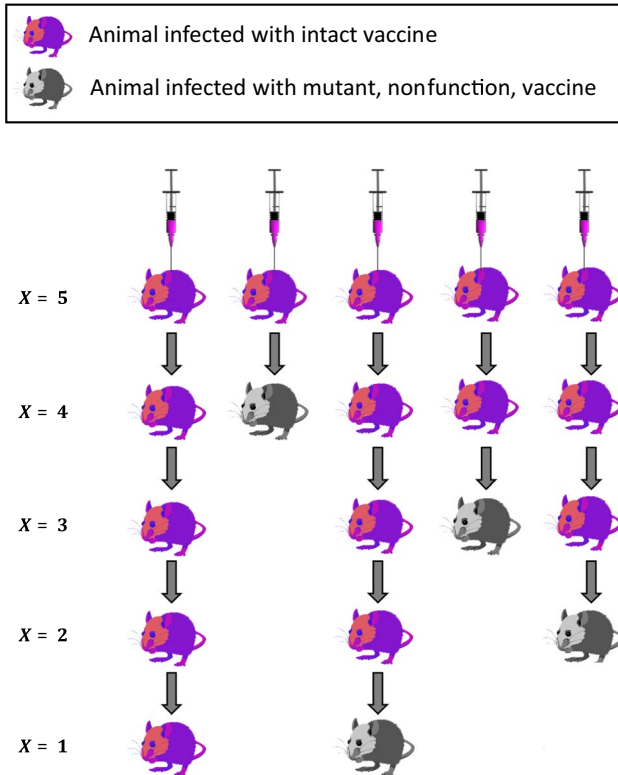 Animal infected with intact vaccine
Animal infected with mutant, nonfunction, vaccine
X = 5
X = 4
X = 3
X = 2
X = 1